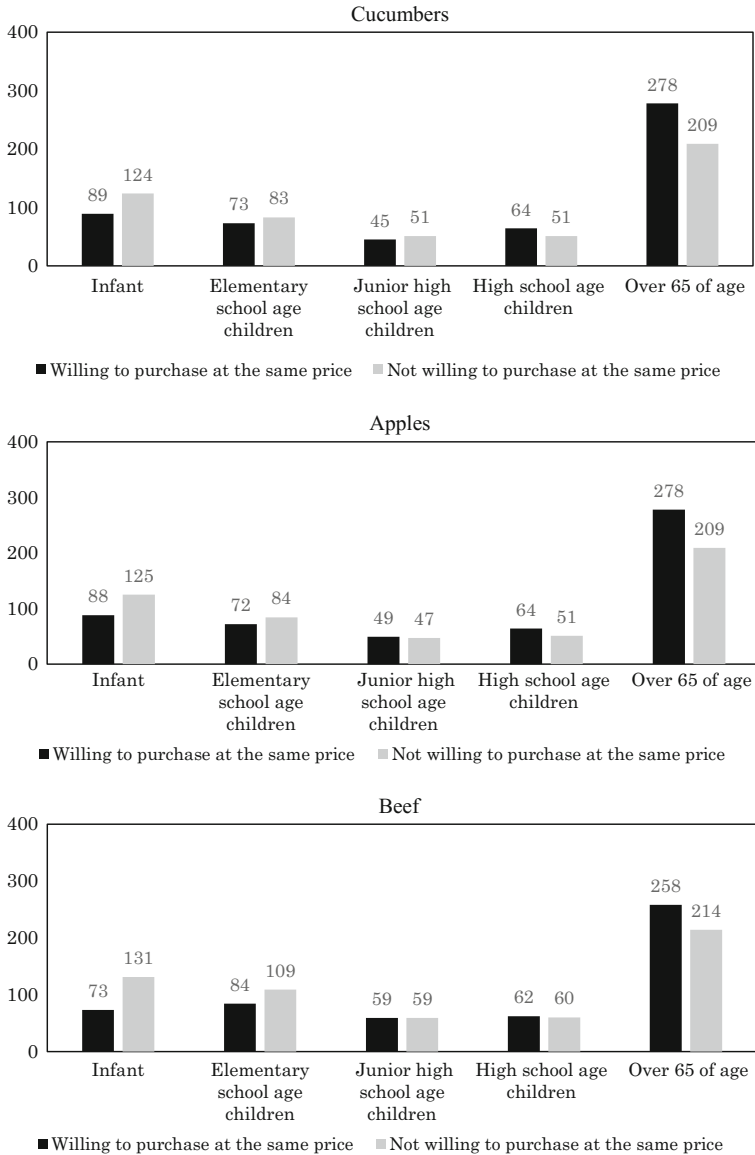 Cucumbers
400
300
200
100
0
89
124
73
83
45
51
64
51
278
209
Infant
Elementary
school age
children
Junior high
school age
children
High school age
children
Over 65 of age
Willing to purchase at the same price
Not willing to purchase at the same price
Apples
400
300
200
100
0
88
125
72
84
49
47
64
51
278
209
Infant
Elementary
school age
children
Junior high
school age
children
High school age
children
Over 65 of age
Willing to purchase at the same price
Not willing to purchase at the same price
Beef
400
300
200
100
0
73
131
84
109
59
59
62
60
258
214
Infant
Elementary
school age
children
Junior high
school age
children
High school age
children
Over 65 of age
Willing to purchase at the same price
Not willing to purchase at the same price